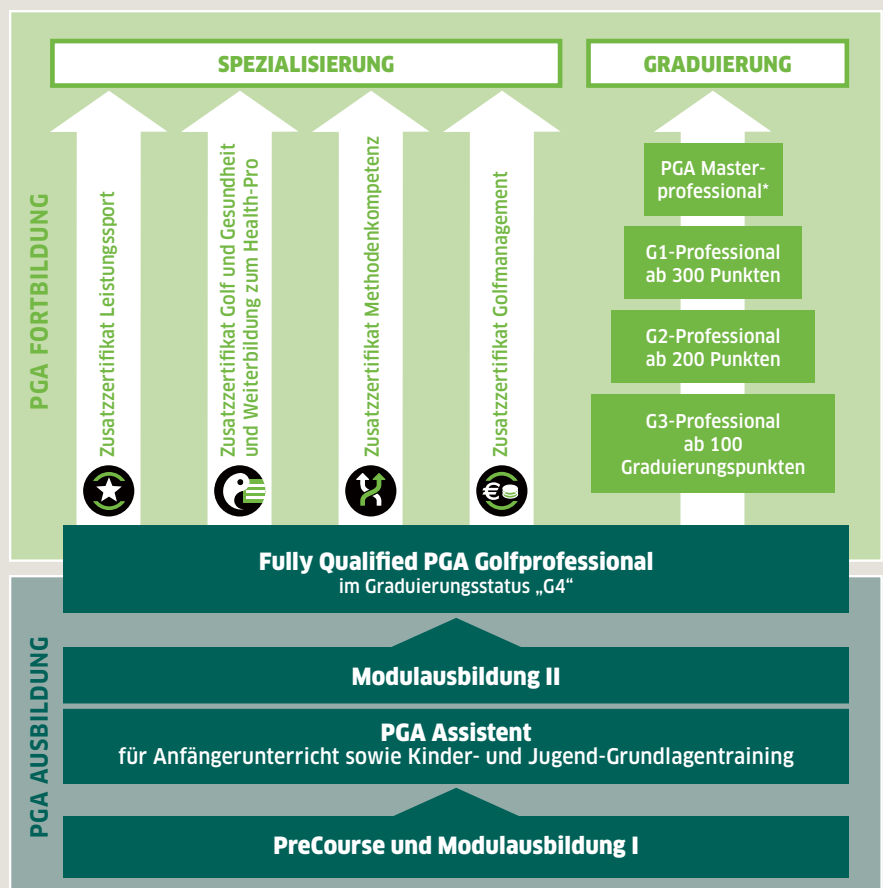 SPEZIALISIERUNG
GRADUIERUNG
PGA FORTBILDUNG
Zusatzzertifikat Leistungssport
Zusatzzertifikat Golf und Gesundheit
und Weiterbildung zum Health-Pro
Zusatzzertifikat Methodenkompetenz
Zusatzzertifikat Golfmanagement
PGA Master-
professional*
G1-Professional
ab 300 Punkten
G2-Professional
ab 200 Punkten
G3-Professional
ab 100
Graduierungspunkten
€
Fully Qualified PGA Golfprofessional
im Graduierungsstatus „G4“
PGA AUSBILDUNG
Modulausbildung II
PGA Assistent
für Anfängerunterricht sowie Kinder- und Jugend-Grundlagentraining
PreCourse und Modulausbildung I